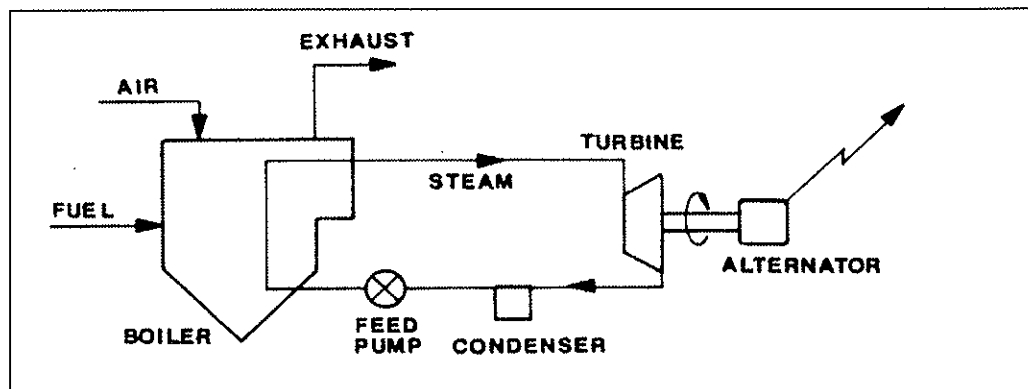 EXHAUST
AIR
TURBINE
STEAM
FUEL
ALTERNATOR
BOILER
FEED
PUMP
CONDENSER